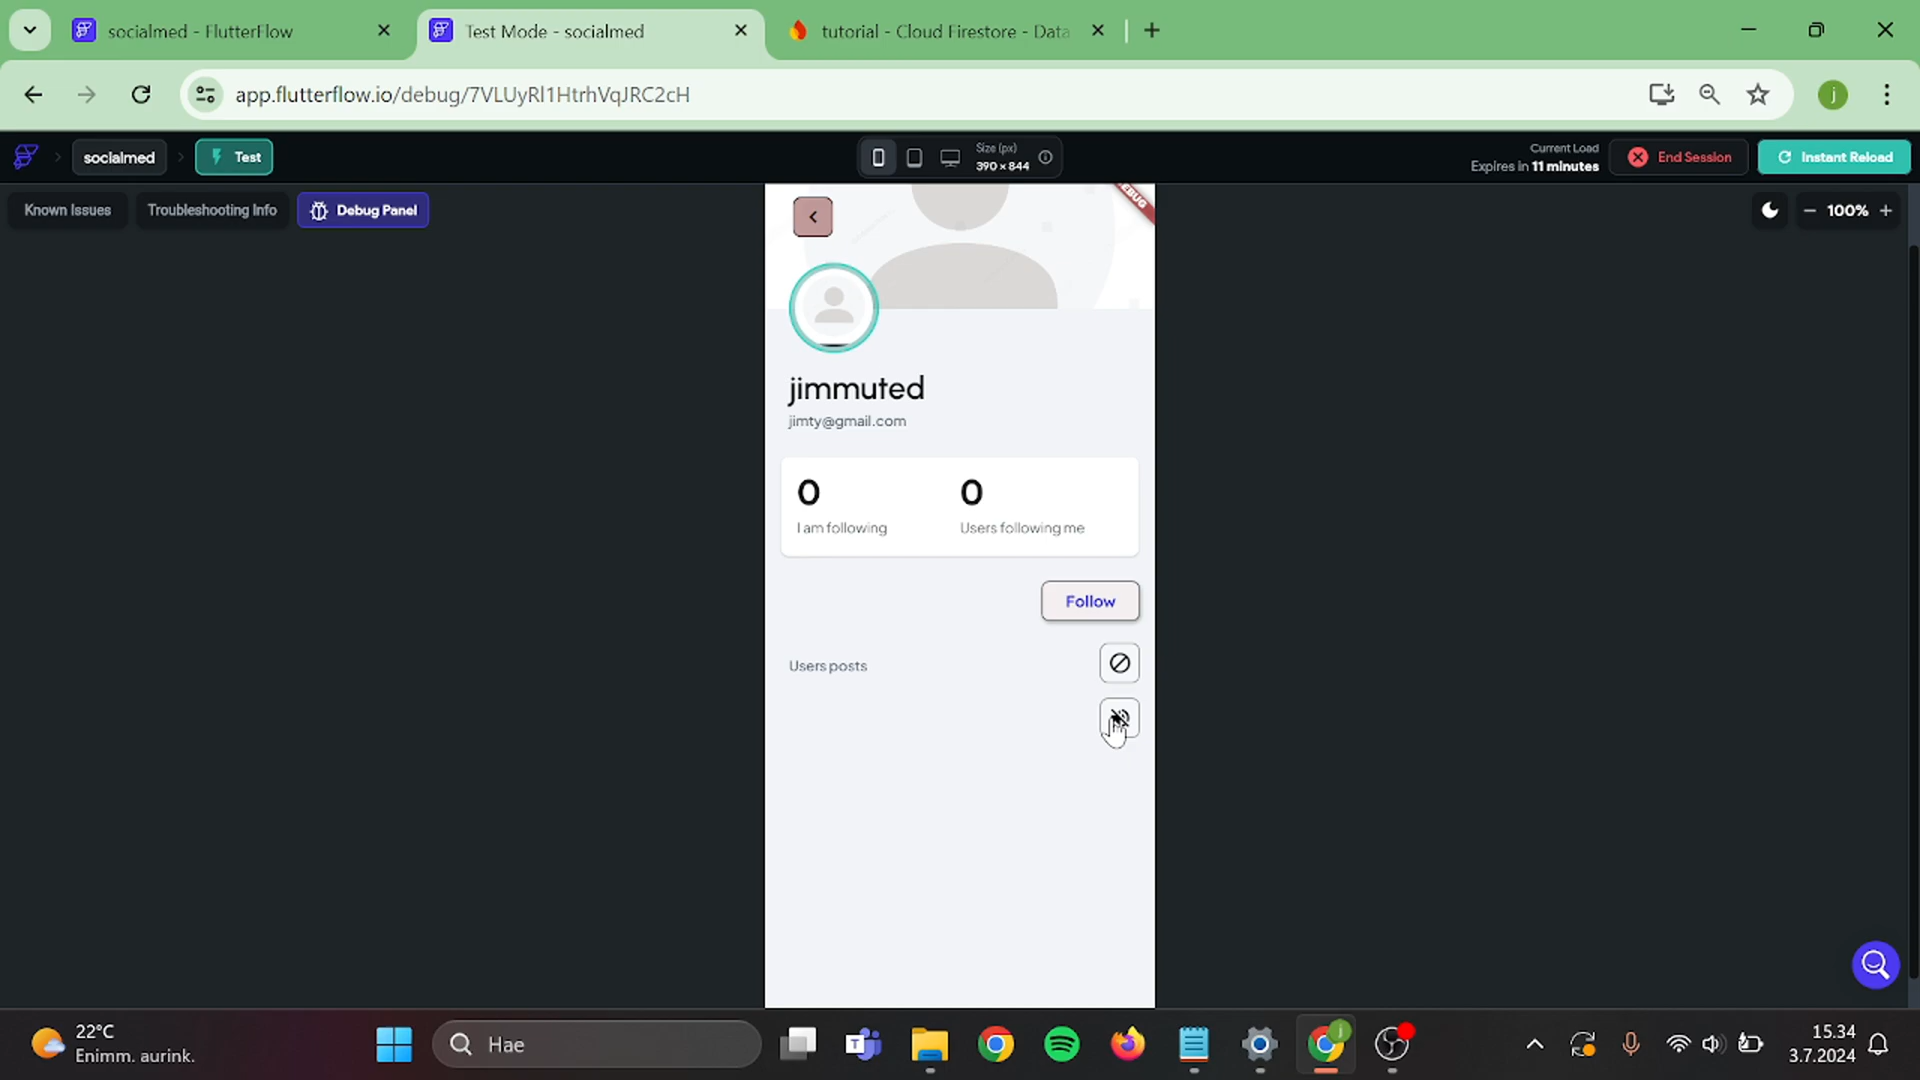 socialmed - FlutterFlow
Test Mode - socialmed
tutorial - Cloud Firestore - Data
app.flutterflow.io/debug/7VLUyRl1HtrhVqJRC2cH
j
socialmed
Test
Size (px)
390 × 844
Current Load
Expires in 11 minutes
End Session
Instant Reload
Known Issues
Troubleshooting Info
Debug Panel
100%
jimmuted
jimty@gmail.com
0
I am following
0
Users following me
Follow
Users posts
22°C
Enimm. aurink.
Hae
15.34
3.7.2024